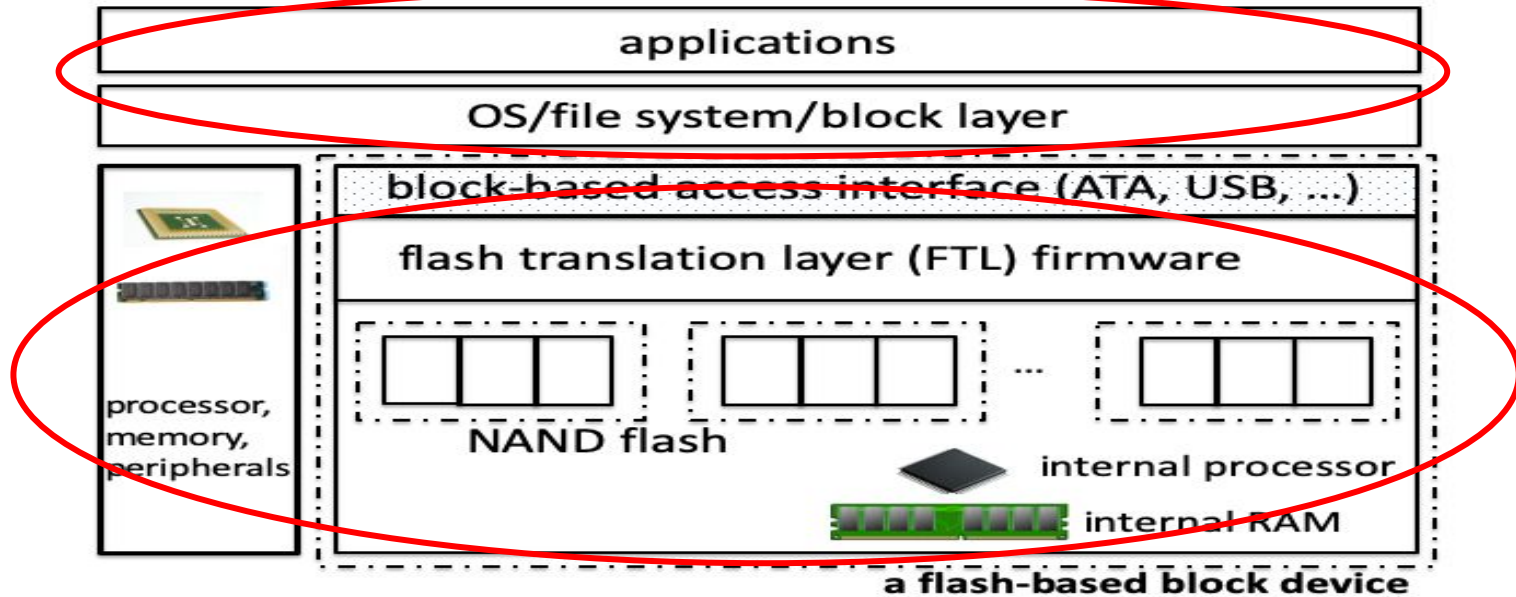 applications
OS/file system/block layer
block-based access interface (ATA, USB, ...)
flash translation layer (FTL) firmware
...
processor,
memory,
peripherals
NAND flash
internal processor
internal RAM
a flash-based block device